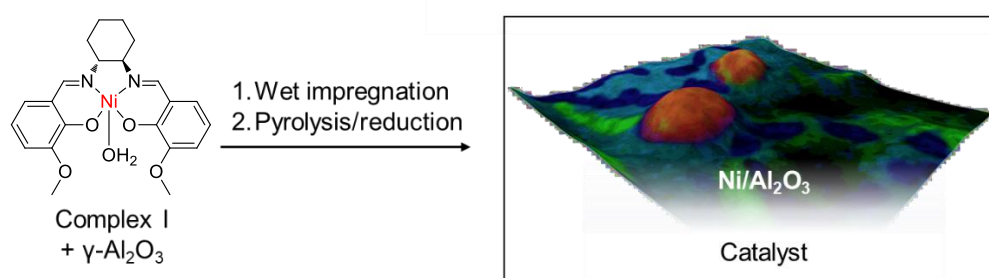 N
N
Ni
O
O
OH2
O
O
Complex I
+ γ-Al2O3
1. Wet impregnation
2. Pyrolysis/reduction
Ni/Al2O3
Catalyst